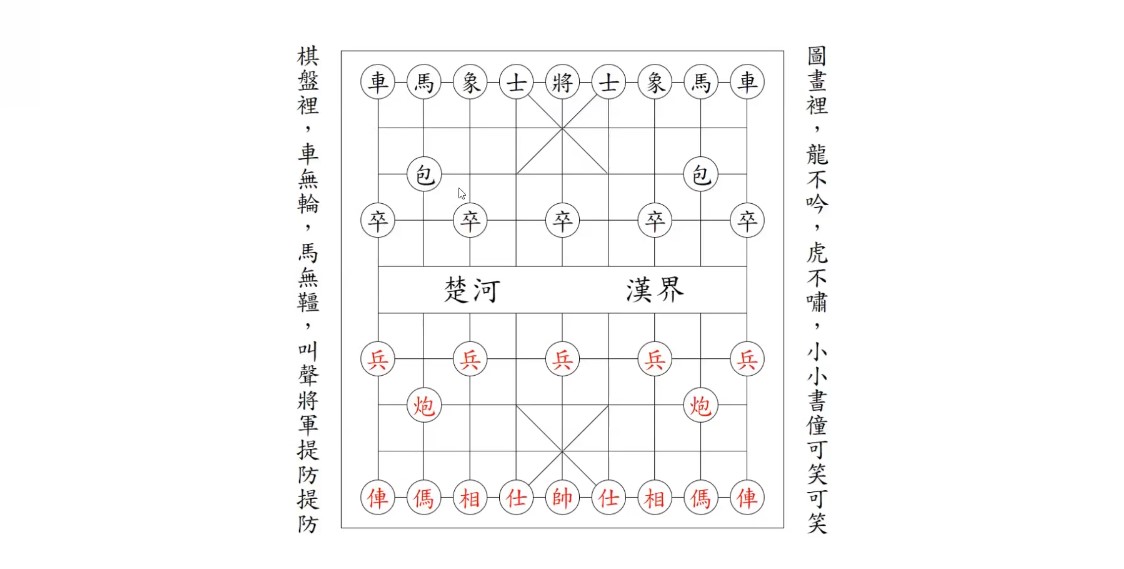 圖畫裡，龍不吟，虎不嘯，小小書僮可笑可笑
棋盤裡，車無輪，馬無韁，叫聲將軍提防提防
車馬象士將士象馬車
包包
卒卒卒卒卒
楚河 漢界
兵兵兵兵兵
炮炮
俥傌相仕帥仕相傌俥